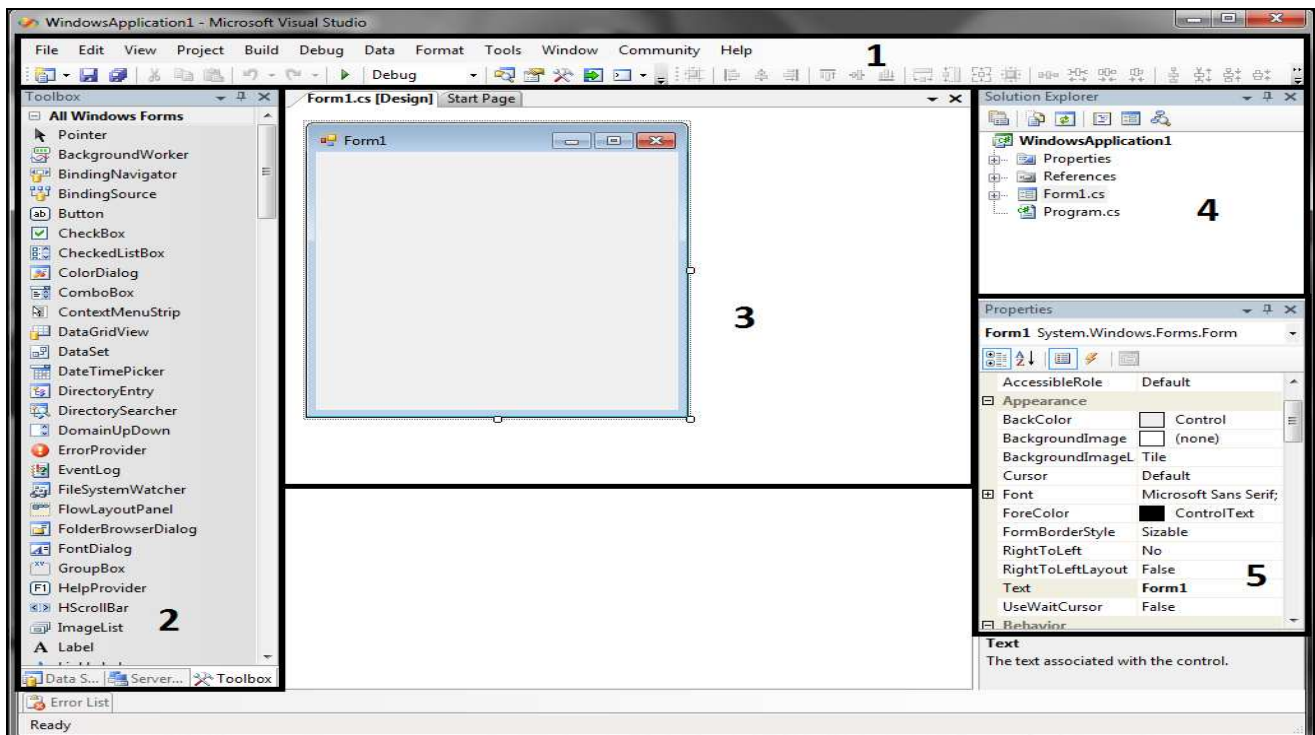 WindowsApplication1 - Microsoft Visual Studio
File Edit View Project Build Debug Data Format Tools Window Community Help
1
Debug
Toolbox
All Windows Forms
Pointer
BackgroundWorker
BindingNavigator
BindingSource
Button
CheckBox
CheckedListBox
ColorDialog
ComboBox
ContextMenuStrip
DataGridView
DataSet
DateTimePicker
DirectoryEntry
DirectorySearcher
DomainUpDown
ErrorProvider
EventLog
FileSystemWatcher
FlowLayoutPanel
FolderBrowserDialog
FontDialog
GroupBox
HelpProvider
HScrollBar
ImageList
2
Label
Data S... Server... Toolbox
Form1.cs [Design] Start Page
Form1
3
Solution Explorer
WindowsApplication1
Properties
References
Form1.cs
Program.cs
4
Properties
Form1 System.Windows.Forms.Form
AccessibleRole Default
Appearance
BackColor Control
BackgroundImage (none)
BackgroundImageL Tile
Cursor Default
Font Microsoft Sans Serif;
ForeColor ControlText
FormBorderStyle Sizable
RightToLeft No
RightToLeftLayout False
5
Text Form1
UseWaitCursor False
Behavior
Text
The text associated with the control.
Error List
Ready